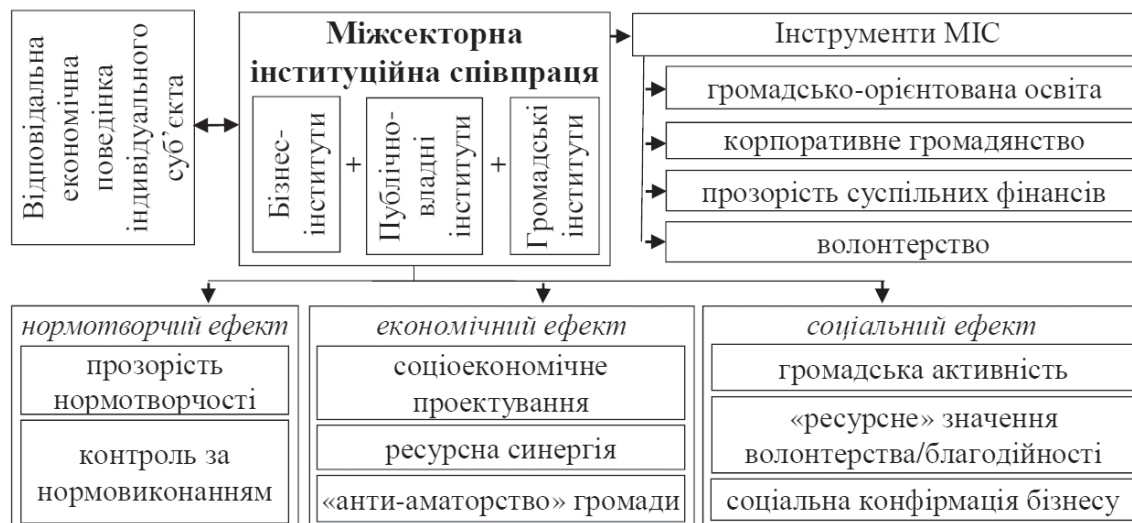 Відповідальна
економічна
поведінка
індивідуального
суб’єкта
Міжсекторна
інституційна співпраця
Бізнес-
інститути
+
Публічно-
владні
інститути
+
Громадські
інститути
Інструменти МІС
громадсько-орієнтована освіта
корпоративне громадянство
прозорість суспільних фінансів
волонтерство
нормотворчий ефект
прозорість
нормотворчості
контроль за
нормовиконанням
економічний ефект
соціоекономічне
проектування
ресурсна синергія
«анти-аматорство» громади
соціальний ефект
громадська активність
«ресурсне» значення
волонтерства/благодійності
соціальна конфірмація бізнесу